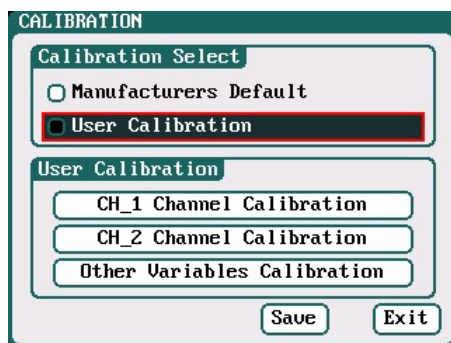 CALIBRATION
Calibration Select
Manufacturers Default
User Calibration
User Calibration
CH_1 Channel Calibration
CH_2 Channel Calibration
Other Variables Calibration
Save Exit